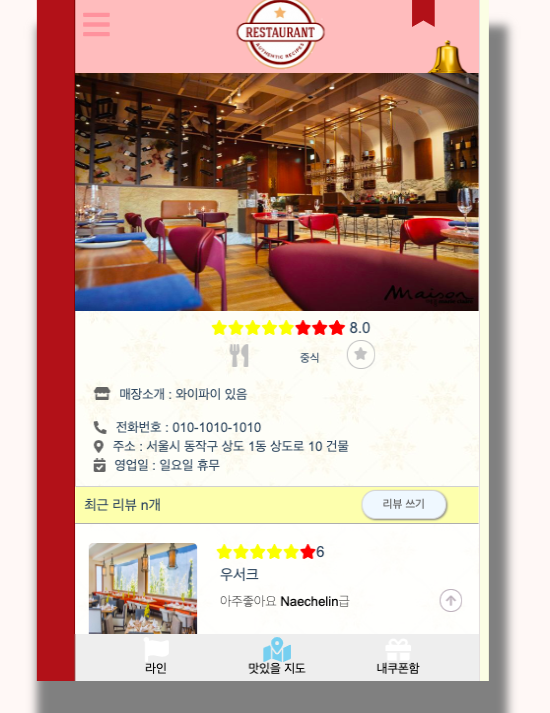 RESTAURANT
AUTHENTIC RECIPES
Maison
8.0
중식
매장소개 : 와이파이 있음
전화번호 : 010-1010-1010
주소 : 서울시 동작구 상도 1동 상도로 10 건물
영업일 : 일요일 휴무
최근 리뷰 n개
리뷰 쓰기
6
우서크
아주좋아요 Naechelin급
라인
맛있을 지도
내쿠폰함